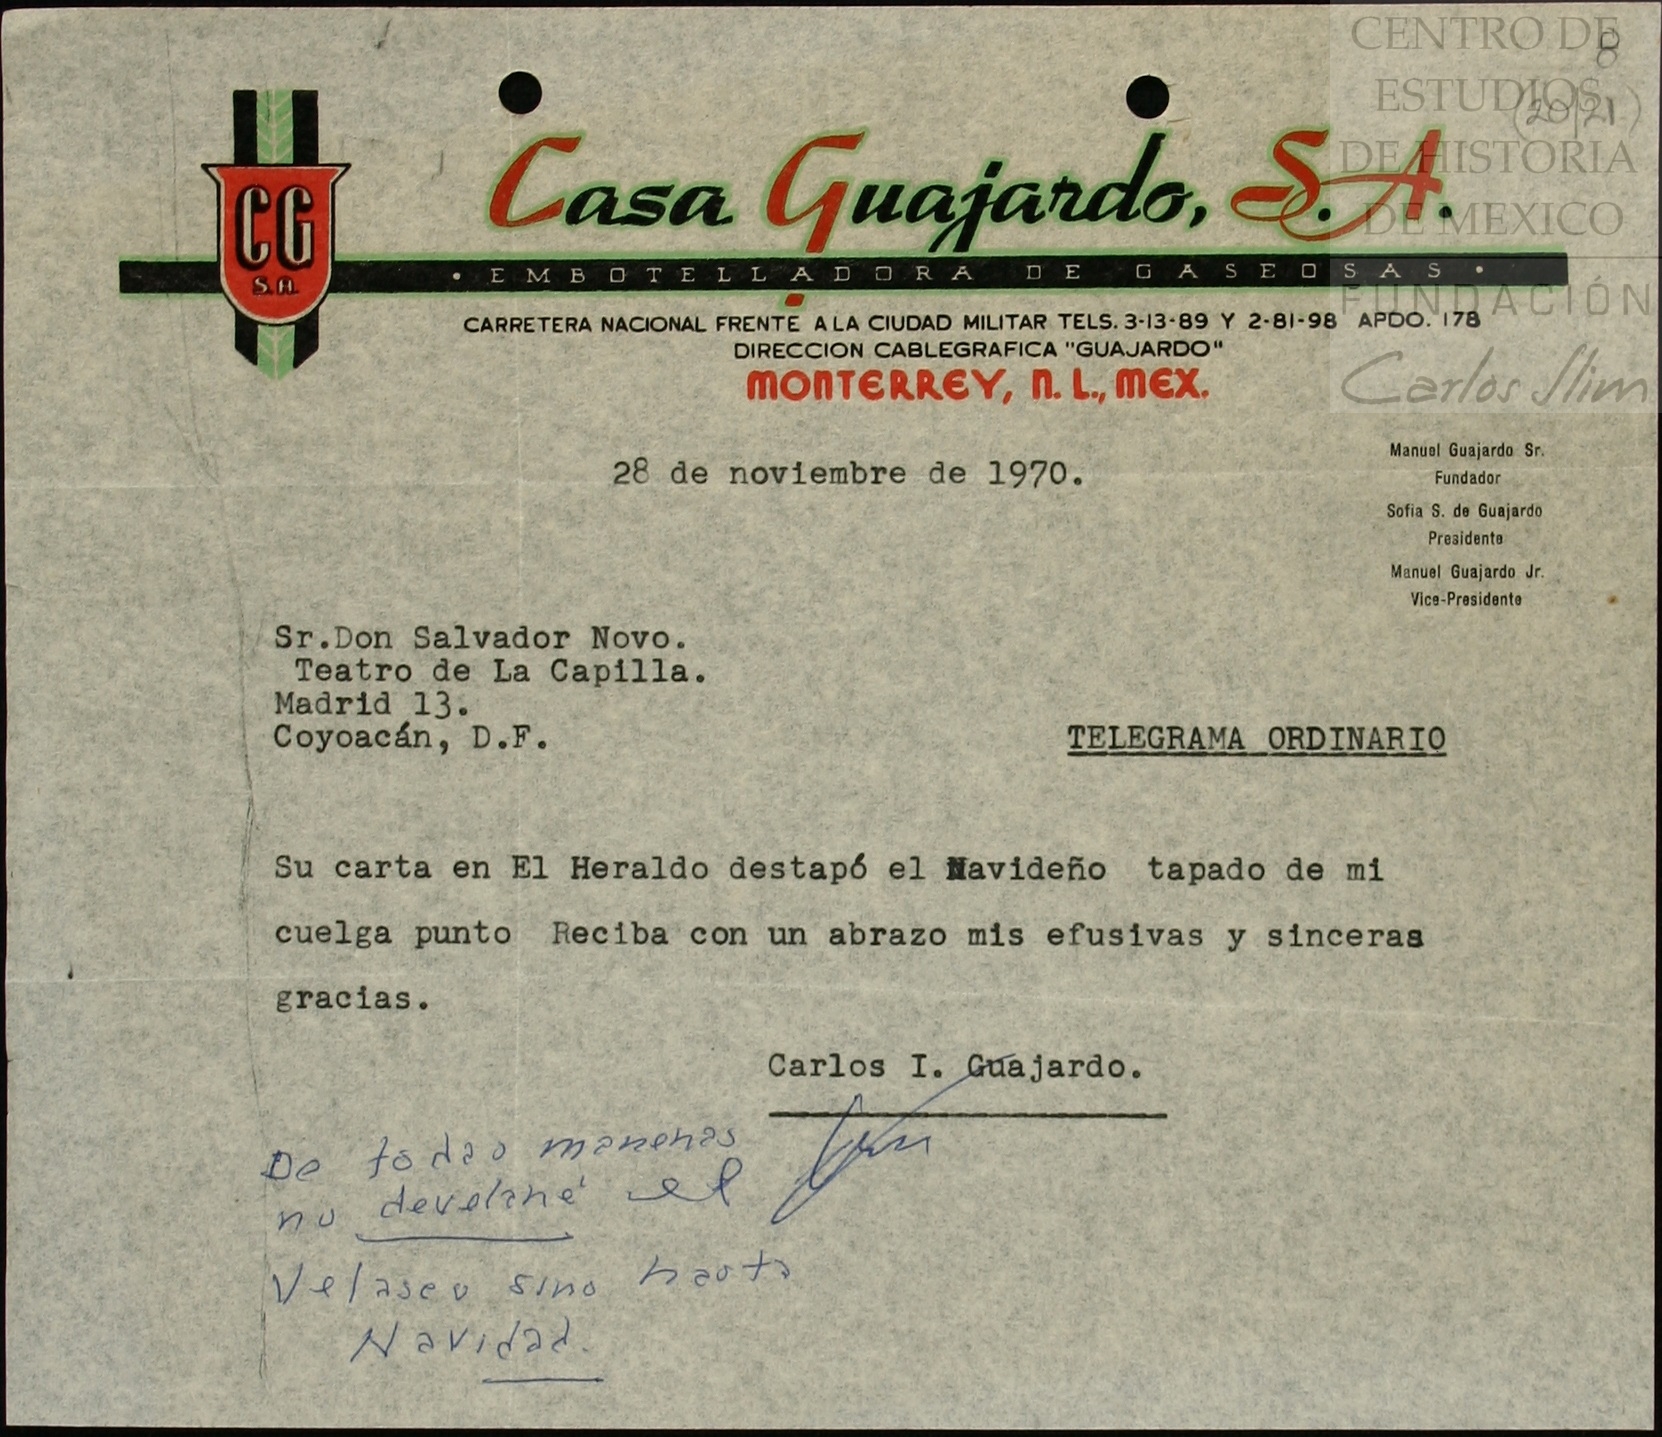 CENTRO DE
ESTUDIOS
DE HISTORIA
DE MEXICO
FUNDACIÓN
Carlos Slim
8
(20/21)
CG
S.A.
Casa Guajardo, S.A.
• EMBOTELLADORA DE GASEOSAS •
CARRETERA NACIONAL FRENTE A LA CIUDAD MILITAR TELS. 3-13-89 Y 2-81-98 APDO. 178
DIRECCION CABLEGRAFICA "GUAJARDO"
MONTERREY, N. L., MEX.
Manuel Guajardo Sr.
Fundador
Sofia S. de Guajardo
Presidente
Manuel Guajardo Jr.
Vice-Presidente
28 de noviembre de 1970.
Sr.Don Salvador Novo.
Teatro de La Capilla.
Madrid 13.
Coyoacán, D.F.
TELEGRAMA ORDINARIO
Su carta en El Heraldo destapó el Navideño tapado de mi
cuelga punto Reciba con un abrazo mis efusivas y sinceras
gracias.
Carlos I. Guajardo.
De todas maneras
no develaré el
Velasco sino hasta
Navidad.